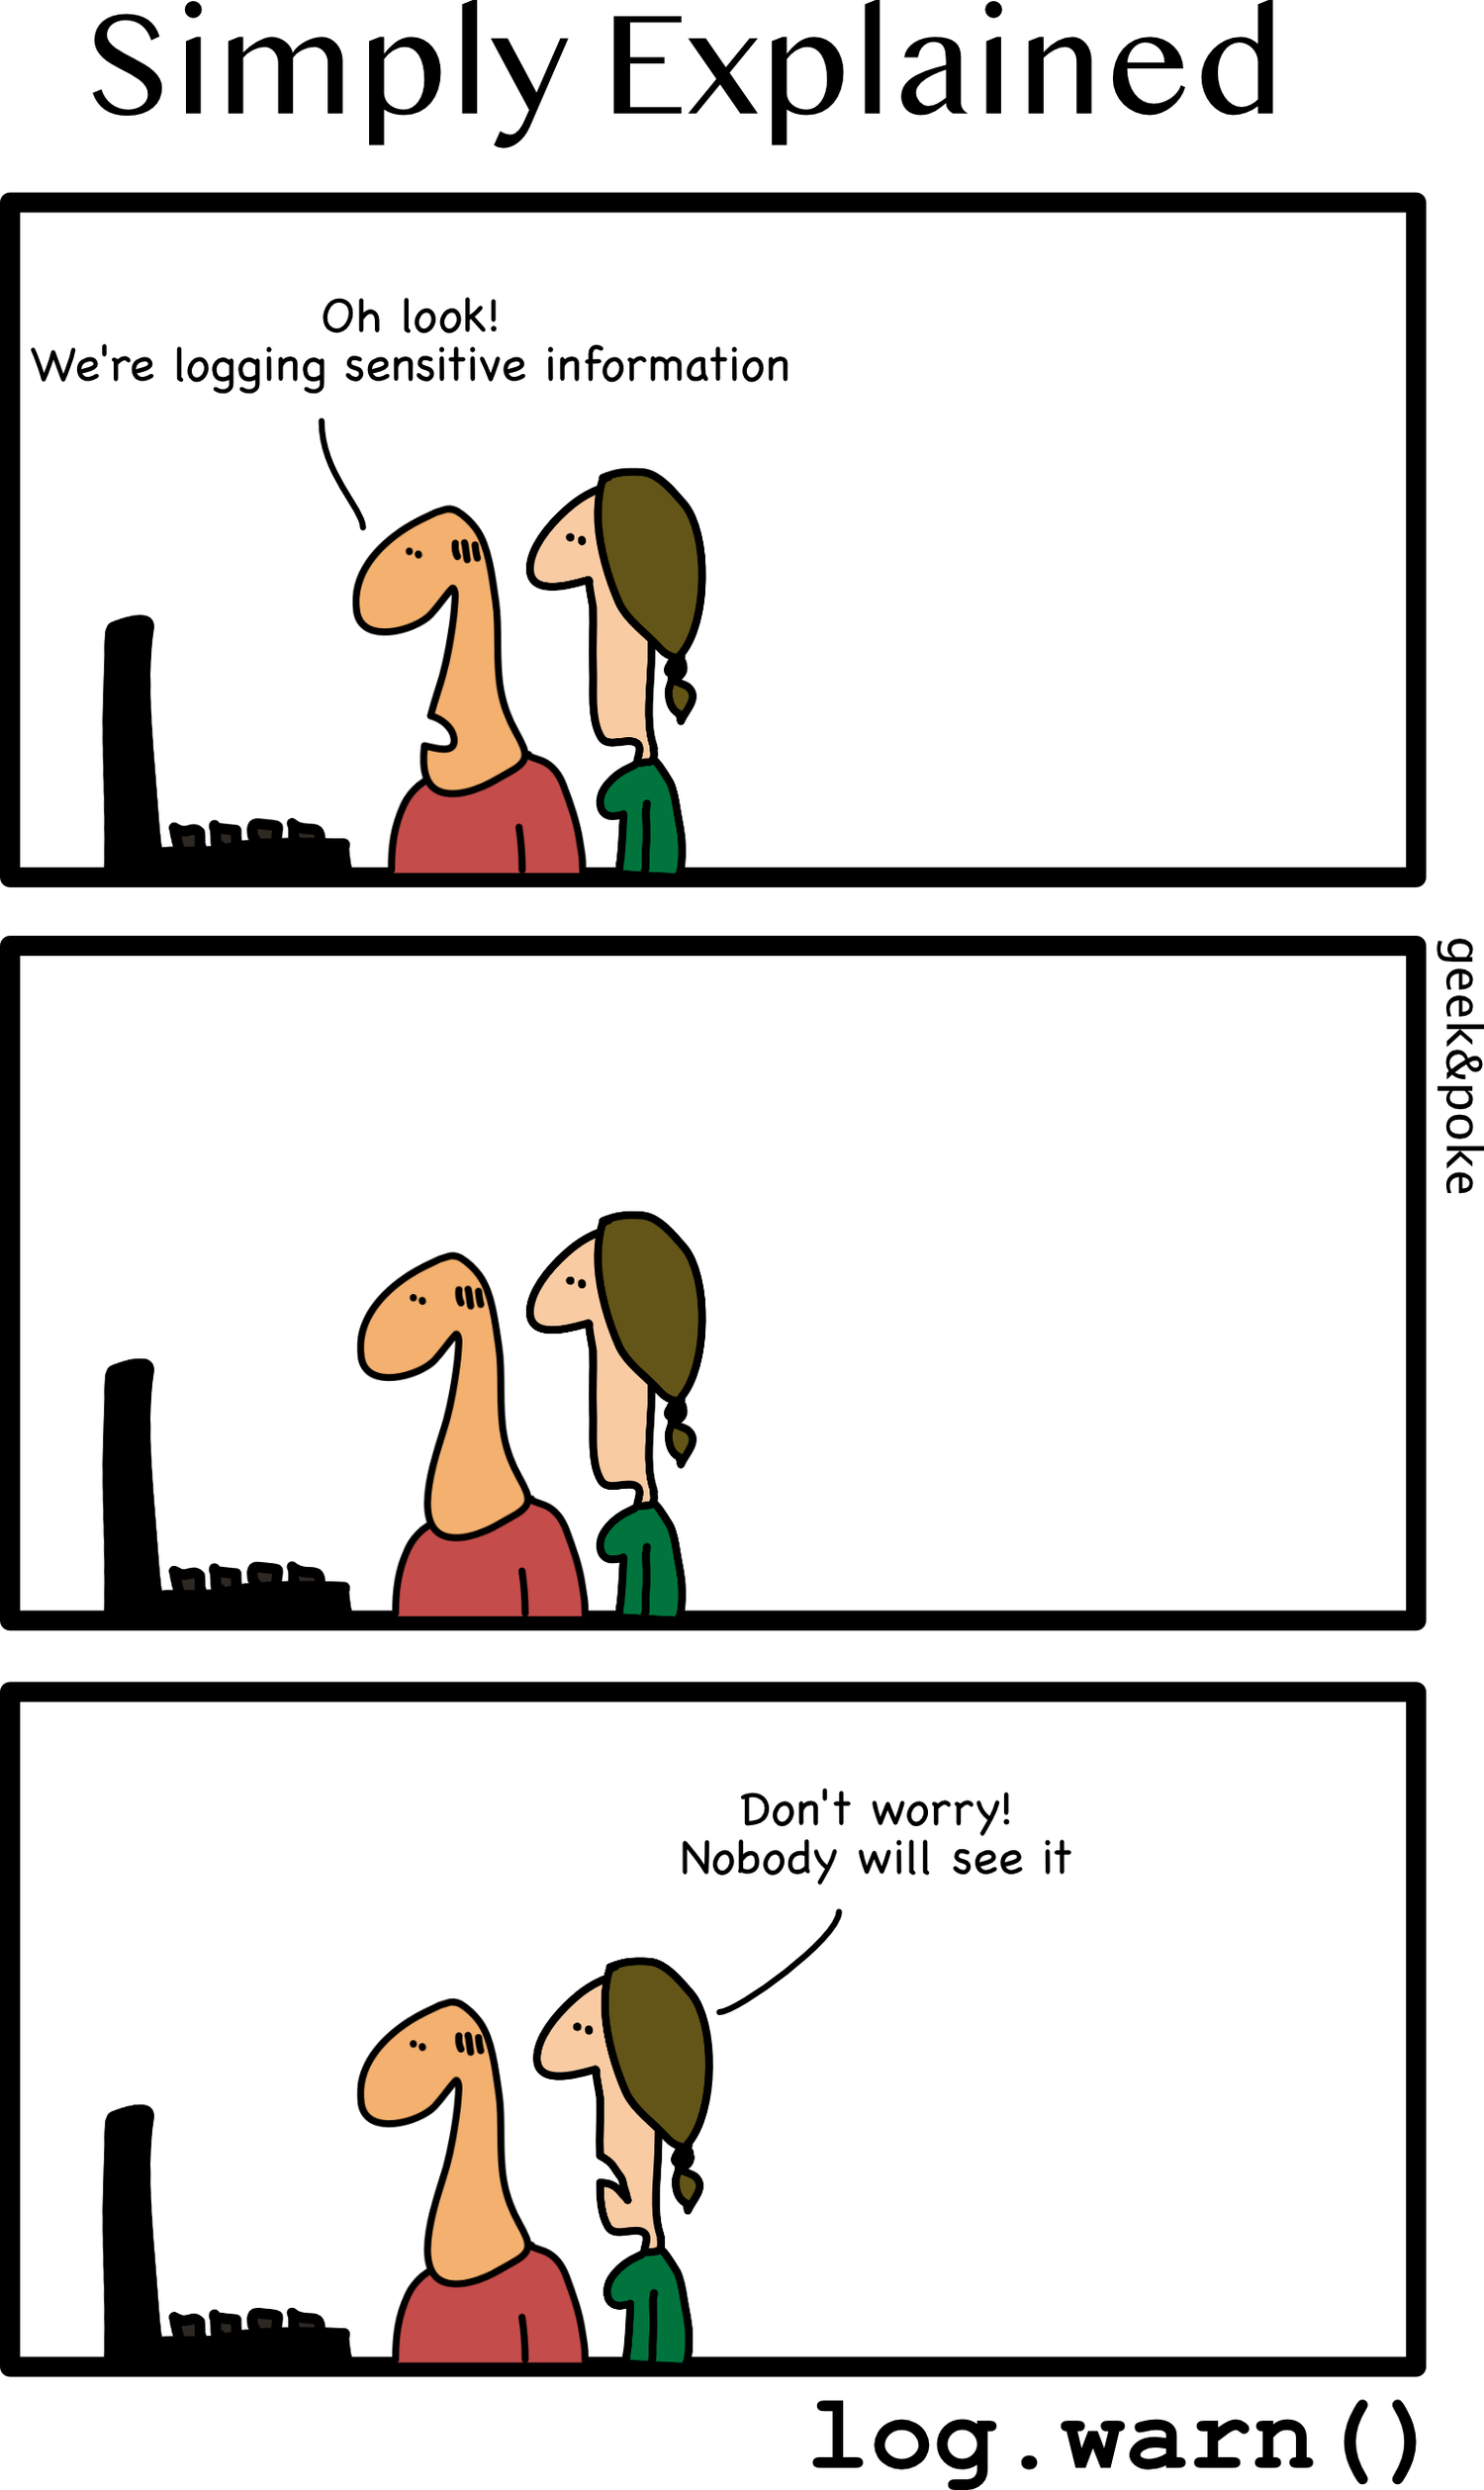 Simply Explained
Oh look!
We're logging sensitive information
geek&poke
Don't worry!
Nobody will see it
log.warn()